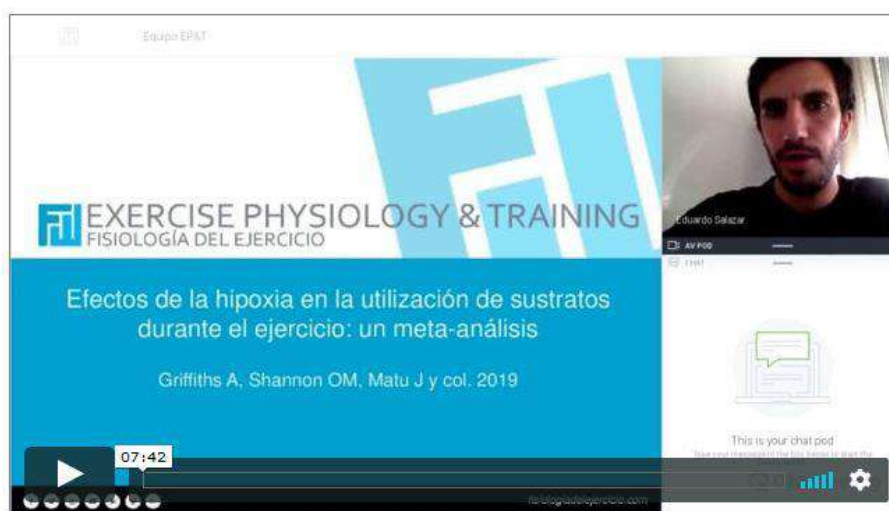 Equipo EP&T
EXERCISE PHYSIOLOGY & TRAINING
FISIOLOGÍA DEL EJERCICIO
Eduardo Salazar
AV POD
CHAT
Efectos de la hipoxia en la utilización de sustratos
durante el ejercicio: un meta-análisis
Griffiths A, Shannon OM, Matu J y col. 2019
This is your chat pod
07:42
fisiologiadelejercicio.com